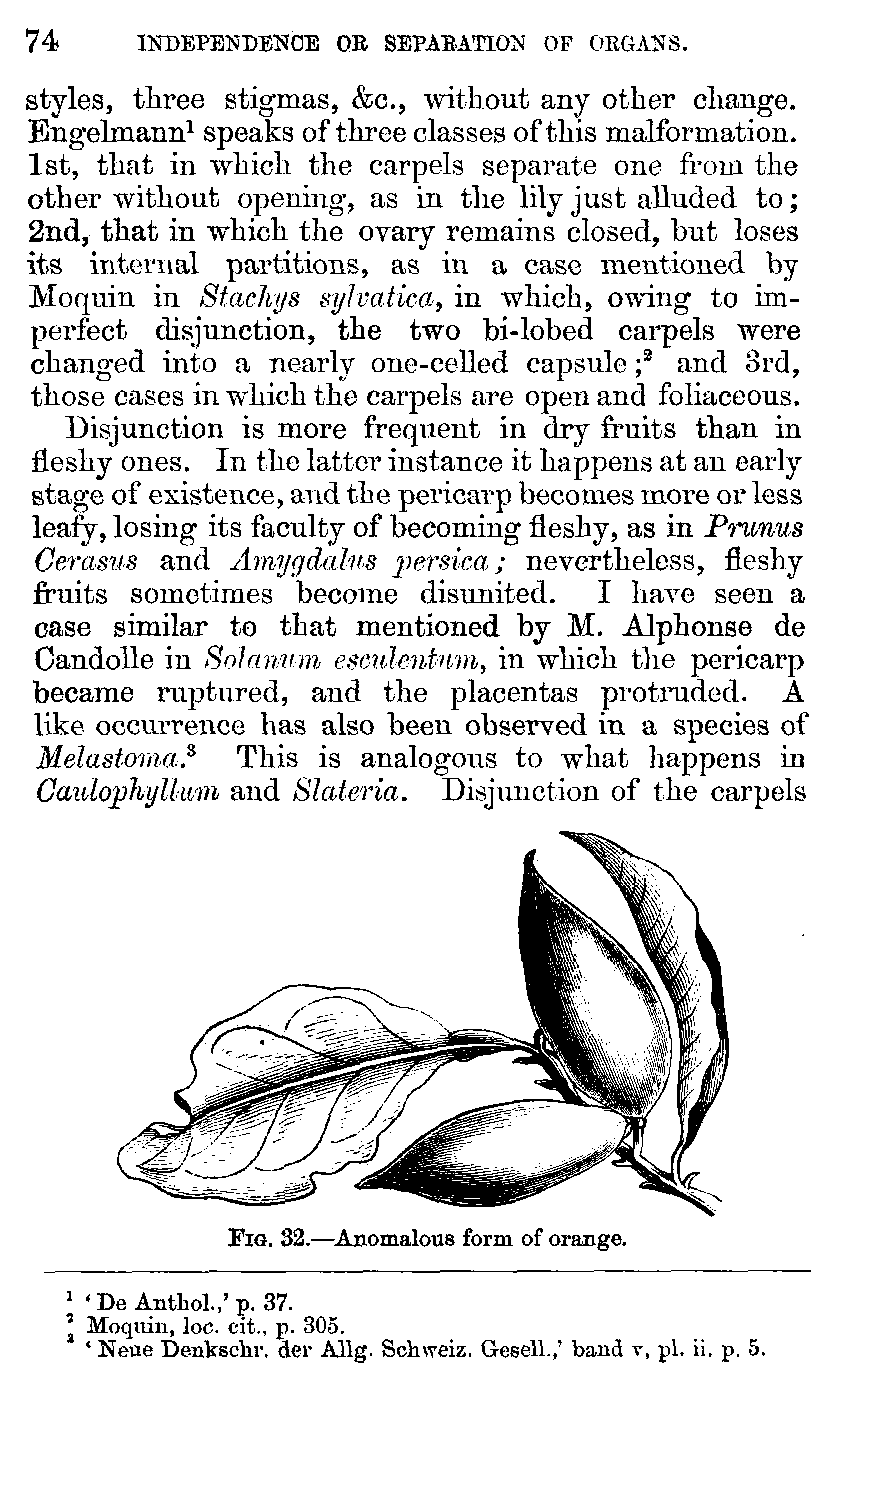 74 INDEPENDENCE OR SEPARATION OF ORGANS.
styles, three stigmas, &c., without any other change.
Engelmann¹ speaks of three classes of this malformation.
1st, that in which the carpels separate one from the
other without opening, as in the lily just alluded to;
2nd, that in which the ovary remains closed, but loses
its internal partitions, as in a case mentioned by
Moquin in Stachys sylvatica, in which, owing to im-
perfect disjunction, the two bi-lobed carpels were
changed into a nearly one-celled capsule;² and 3rd,
those cases in which the carpels are open and foliaceous.
Disjunction is more frequent in dry fruits than in
fleshy ones. In the latter instance it happens at an early
stage of existence, and the pericarp becomes more or less
leafy, losing its faculty of becoming fleshy, as in Prunus
Cerasus and Amygdalus persica; nevertheless, fleshy
fruits sometimes become disunited. I have seen a
case similar to that mentioned by M. Alphonse de
Candolle in Solanum esculentum, in which the pericarp
became ruptured, and the placentas protruded. A
like occurrence has also been observed in a species of
Melastoma.³ This is analogous to what happens in
Caulophyllum and Slateria. Disjunction of the carpels
FIG. 32.—Anomalous form of orange.
¹ 'De Anthol.,' p. 37.
² Moquin, loc. cit., p. 305.
³ 'Neue Denkschr. der Allg. Schweiz. Gesell.,' band v, pl. ii. p. 5.